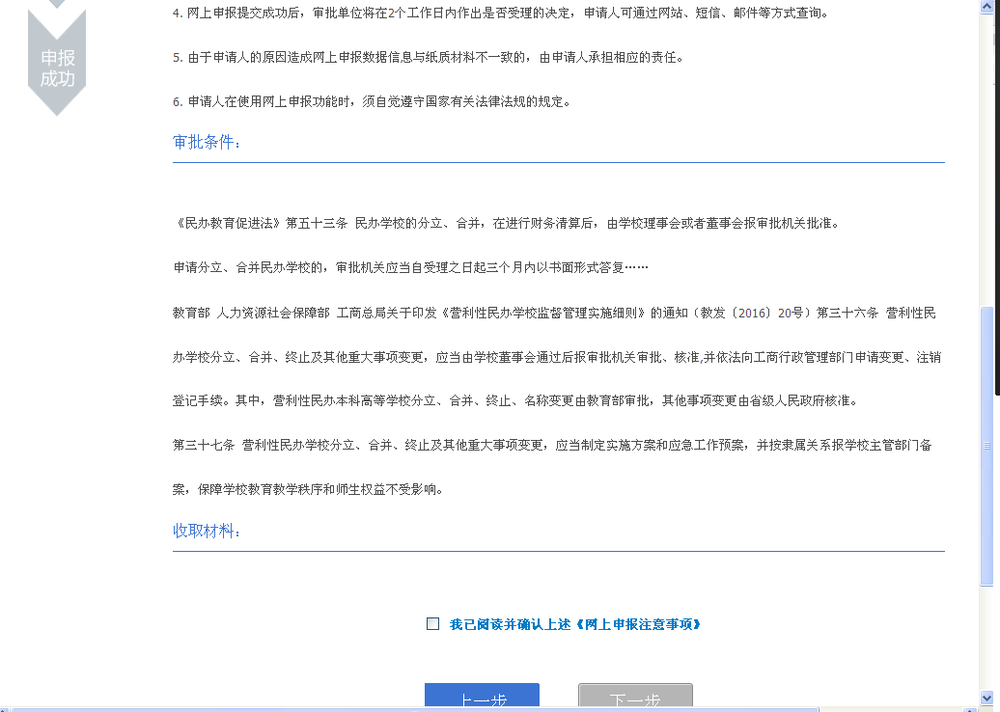 4. 网上申报提交成功后，审批单位将在2个工作日内作出是否受理的决定，申请人可通过网站、短信、邮件等方式查询。
申报
成功
5. 由于申请人的原因造成网上申报数据信息与纸质材料不一致的，由申请人承担相应的责任。
6. 申请人在使用网上申报功能时，须自觉遵守国家有关法律法规的规定。
审批条件：
《民办教育促进法》第五十三条 民办学校的分立、合并，在进行财务清算后，由学校理事会或者董事会报审批机关批准。
申请分立、合并民办学校的，审批机关应当自受理之日起三个月内以书面形式答复……
教育部 人力资源社会保障部 工商总局关于印发《营利性民办学校监督管理实施细则》的通知（教发〔2016〕20号）第三十六条 营利性民
办学校分立、合并、终止及其他重大事项变更，应当由学校董事会通过后报审批机关审批、核准,并依法向工商行政管理部门申请变更、注销
登记手续。其中，营利性民办本科高等学校分立、合并、终止、名称变更由教育部审批，其他事项变更由省级人民政府核准。
第三十七条 营利性民办学校分立、合并、终止及其他重大事项变更，应当制定实施方案和应急工作预案，并按隶属关系报学校主管部门备
案，保障学校教育教学秩序和师生权益不受影响。
收取材料：
我已阅读并确认上述《网上申报注意事项》
上一步 下一步